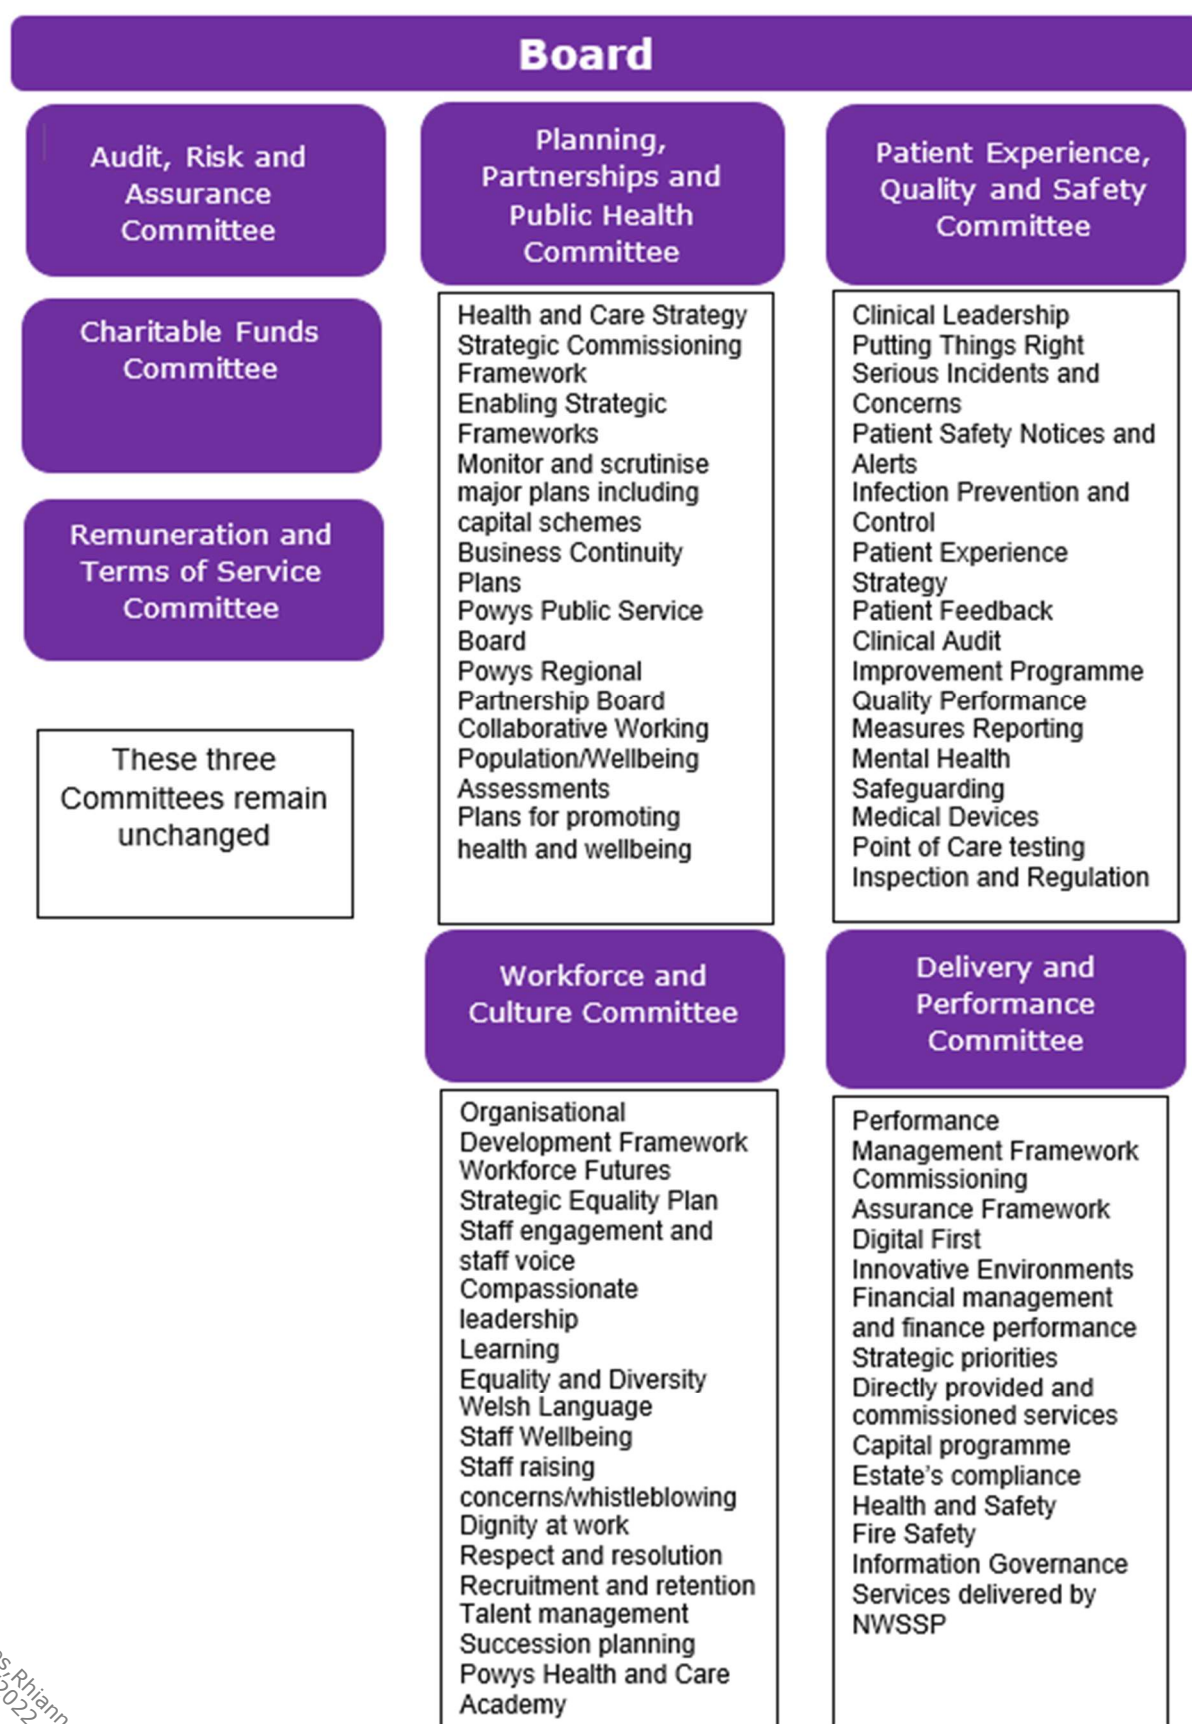 Board
Audit, Risk and
Assurance
Committee
Charitable Funds
Committee
Remuneration and
Terms of Service
Committee
These three
Committees remain
unchanged
Planning,
Partnerships and
Public Health
Committee
Health and Care Strategy
Strategic Commissioning
Framework
Enabling Strategic
Frameworks
Monitor and scrutinise
major plans including
capital schemes
Business Continuity
Plans
Powys Public Service
Board
Powys Regional
Partnership Board
Collaborative Working
Population/Wellbeing
Assessments
Plans for promoting
health and wellbeing
Patient Experience,
Quality and Safety
Committee
Clinical Leadership
Putting Things Right
Serious Incidents and
Concerns
Patient Safety Notices and
Alerts
Infection Prevention and
Control
Patient Experience
Strategy
Patient Feedback
Clinical Audit
Improvement Programme
Quality Performance
Measures Reporting
Mental Health
Safeguarding
Medical Devices
Point of Care testing
Inspection and Regulation
Workforce and
Culture Committee
Organisational
Development Framework
Workforce Futures
Strategic Equality Plan
Staff engagement and
staff voice
Compassionate
leadership
Learning
Equality and Diversity
Welsh Language
Staff Wellbeing
Staff raising
concerns/whistleblowing
Dignity at work
Respect and resolution
Recruitment and retention
Talent management
Succession planning
Powys Health and Care
Academy
Delivery and
Performance
Committee
Performance
Management Framework
Commissioning
Assurance Framework
Digital First
Innovative Environments
Financial management
and finance performance
Strategic priorities
Directly provided and
commissioned services
Capital programme
Estate’s compliance
Health and Safety
Fire Safety
Information Governance
Services delivered by
NWSSP